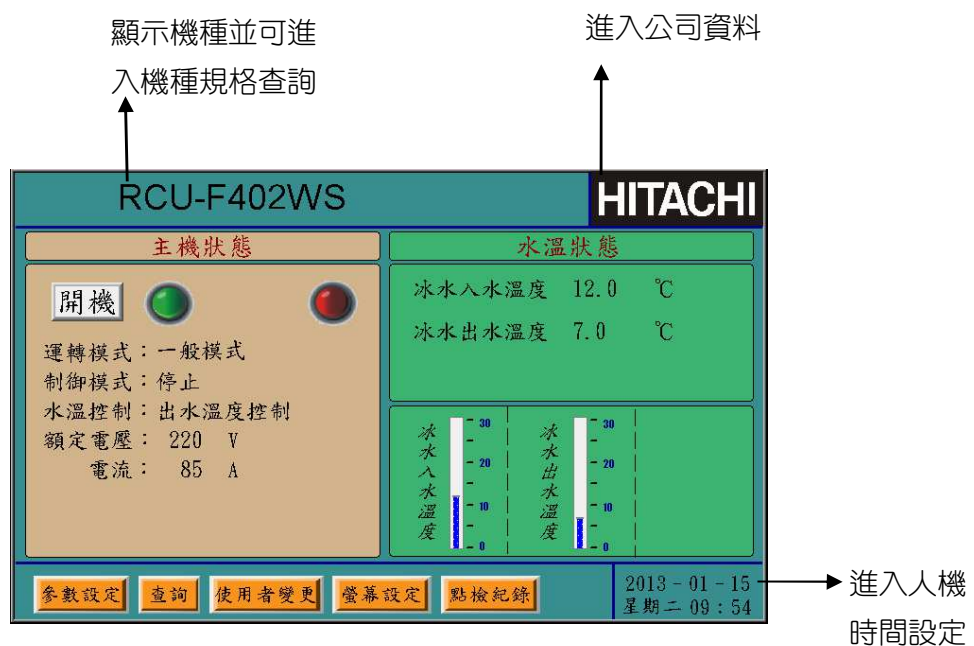 顯示機種並可進
入機種規格查詢
進入公司資料
RCU-F402WS
HITACHI
主機狀態
水溫狀態
開機
運轉模式：一般模式
制御模式：停止
水溫控制：出水溫度控制
額定電壓： 220 V
電流： 85 A
冰水入水溫度 12.0 ℃
冰水出水溫度 7.0 ℃
冰水入水溫度
30
20
10
0
冰水出水溫度
30
20
10
0
參數設定
查詢
使用者變更
螢幕設定
點檢紀錄
2013－01－15
星期二 09：54
進入人機
時間設定